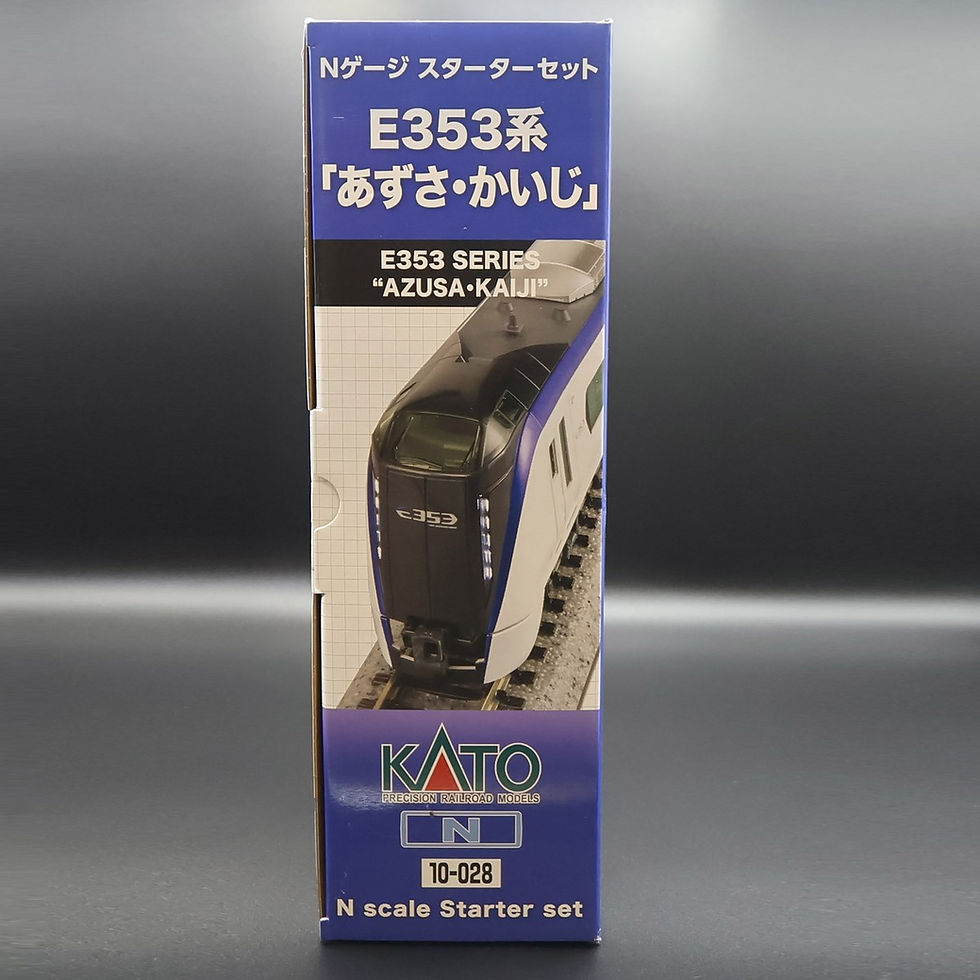 Nゲージ スターターセット
E353系
「あずさ・かいじ」
E353 SERIES
“AZUSA•KAIJI”
E353
KATO
PRECISION RAILROAD MODELS
N
10-028
N scale Starter set